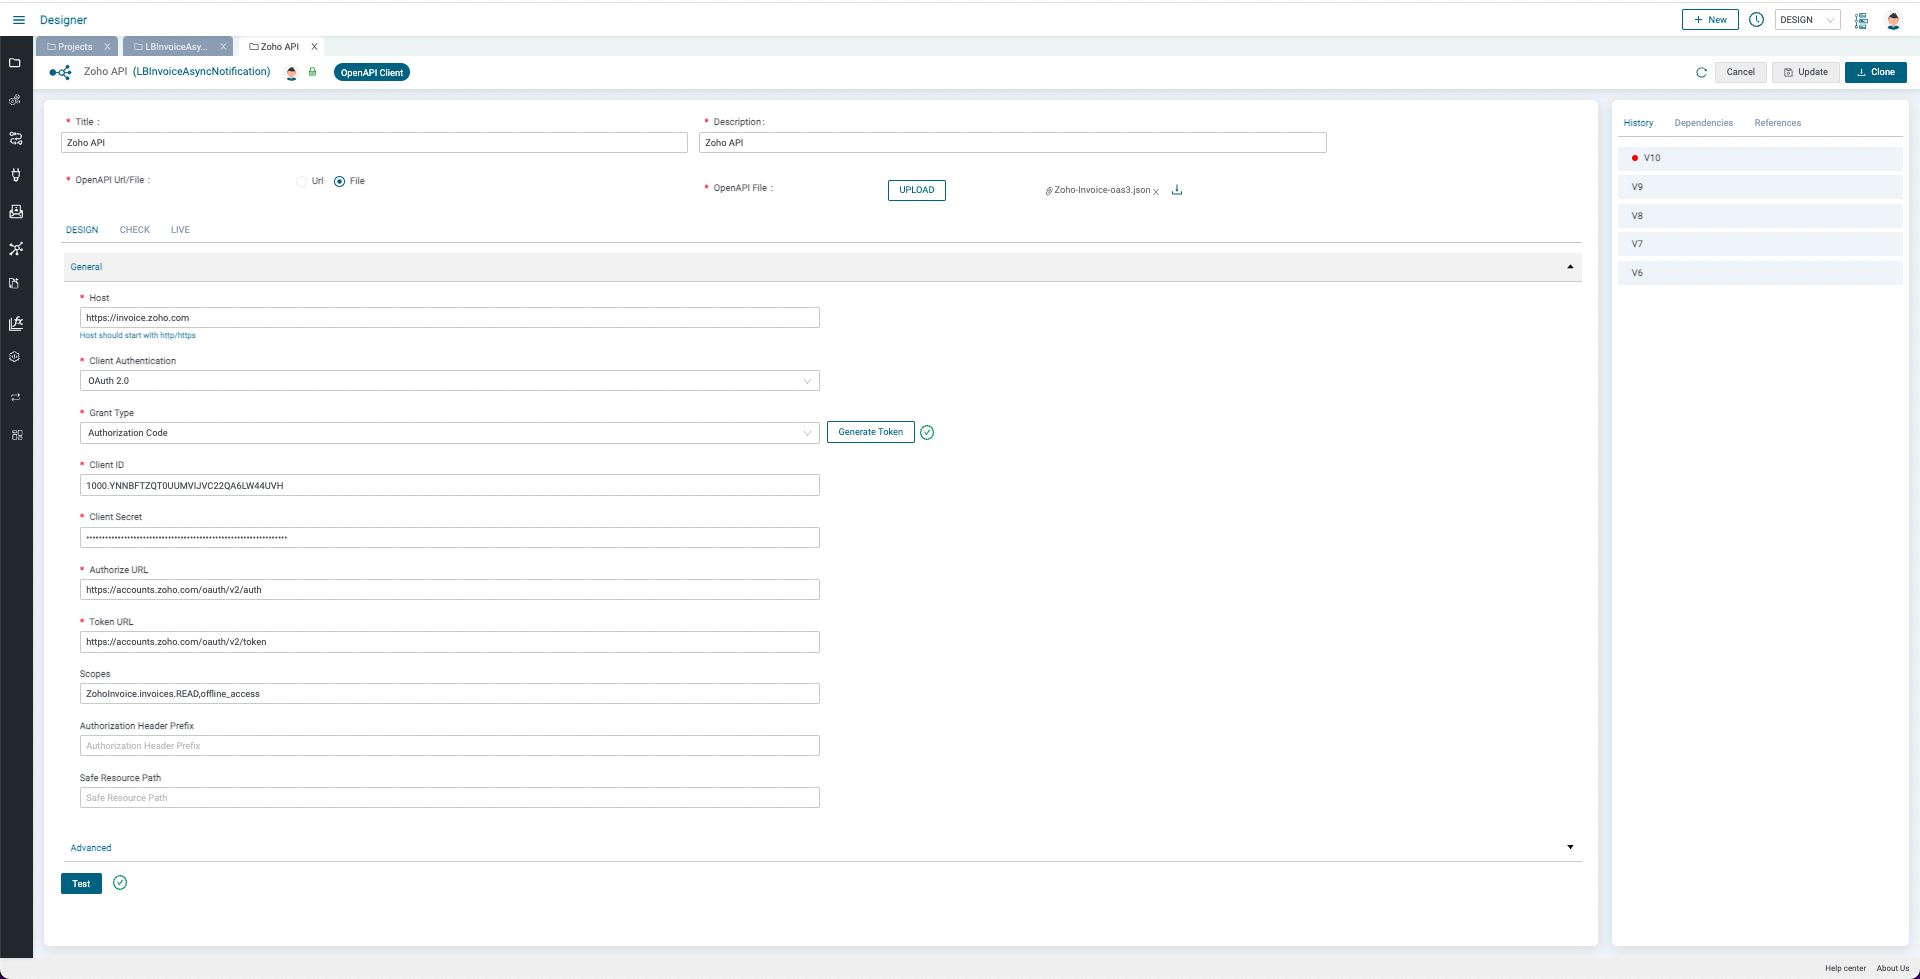 Designer
+ New
DESIGN
Projects X
LBInvoiceAsy... X
Zoho API X
Zoho API (LBInvoiceAsyncNotification)
OpenAPI Client
Cancel
Update
Clone
* Title :
Zoho API
* Description :
Zoho API
* OpenAPI Url/File :
Url
File
* OpenAPI File :
UPLOAD
Zoho-Invoice-oas3.json x
DESIGN
CHECK
LIVE
General
* Host
https://invoice.zoho.com
Host should start with http/https
* Client Authentication
OAuth 2.0
* Grant Type
Authorization Code
Generate Token
* Client ID
1000.YNNBFTZQT0UUMVIJVC22QA6LW44UVH
* Client Secret
* Authorize URL
https://accounts.zoho.com/oauth/v2/auth
* Token URL
https://accounts.zoho.com/oauth/v2/token
Scopes
ZohoInvoice.invoices.READ,offline_access
Authorization Header Prefix
Authorization Header Prefix
Safe Resource Path
Safe Resource Path
Advanced
Test
History
Dependencies
References
V10
V9
V8
V7
V6
Help center
About Us